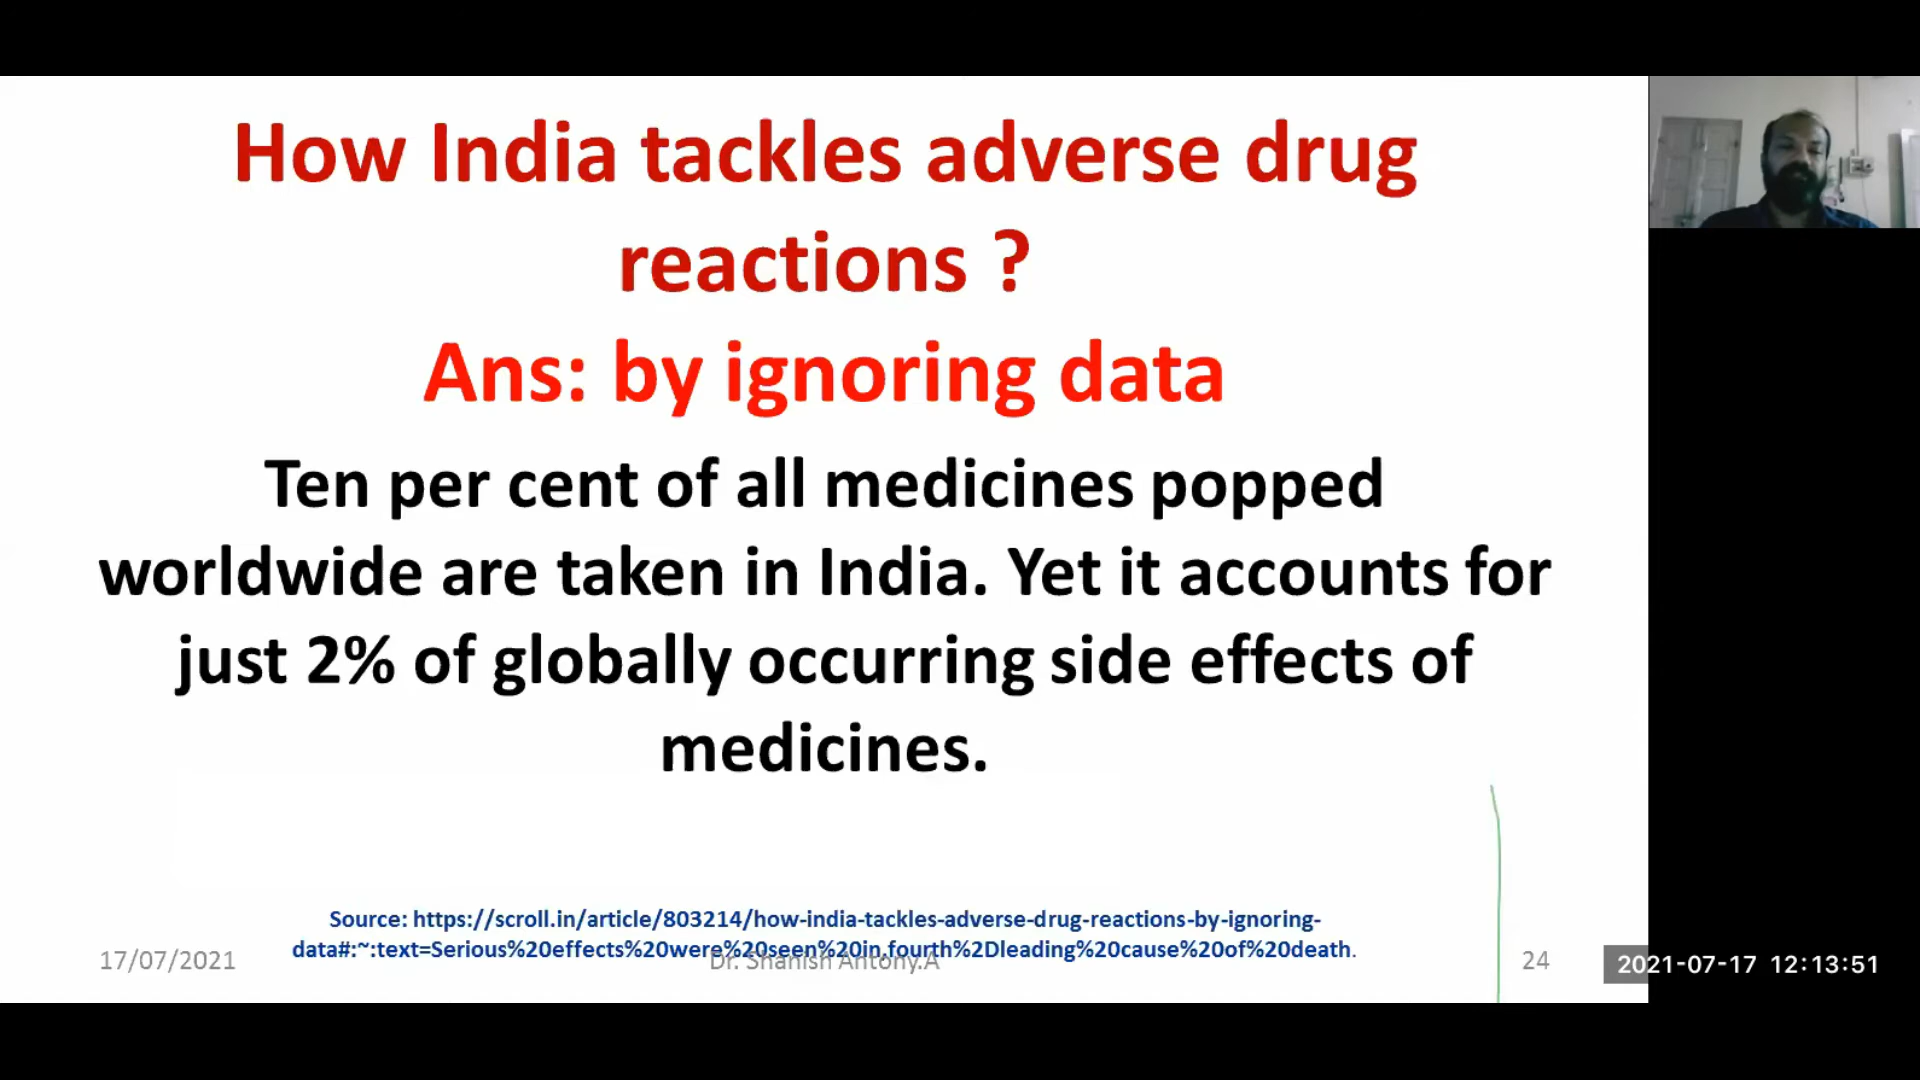 How India tackles adverse drug
reactions ?
Ans: by ignoring data
Ten per cent of all medicines popped
worldwide are taken in India. Yet it accounts for
just 2% of globally occurring side effects of
medicines.
Source: https://scroll.in/article/803214/how-india-tackles-adverse-drug-reactions-by-ignoring-
data#:~:text=Serious%20effects%20were%20seen%20in,fourth%2Dleading%20cause%20of%20death.
17/07/2021
Dr. Shanish Antony.A
24
2021-07-17 12:13:51